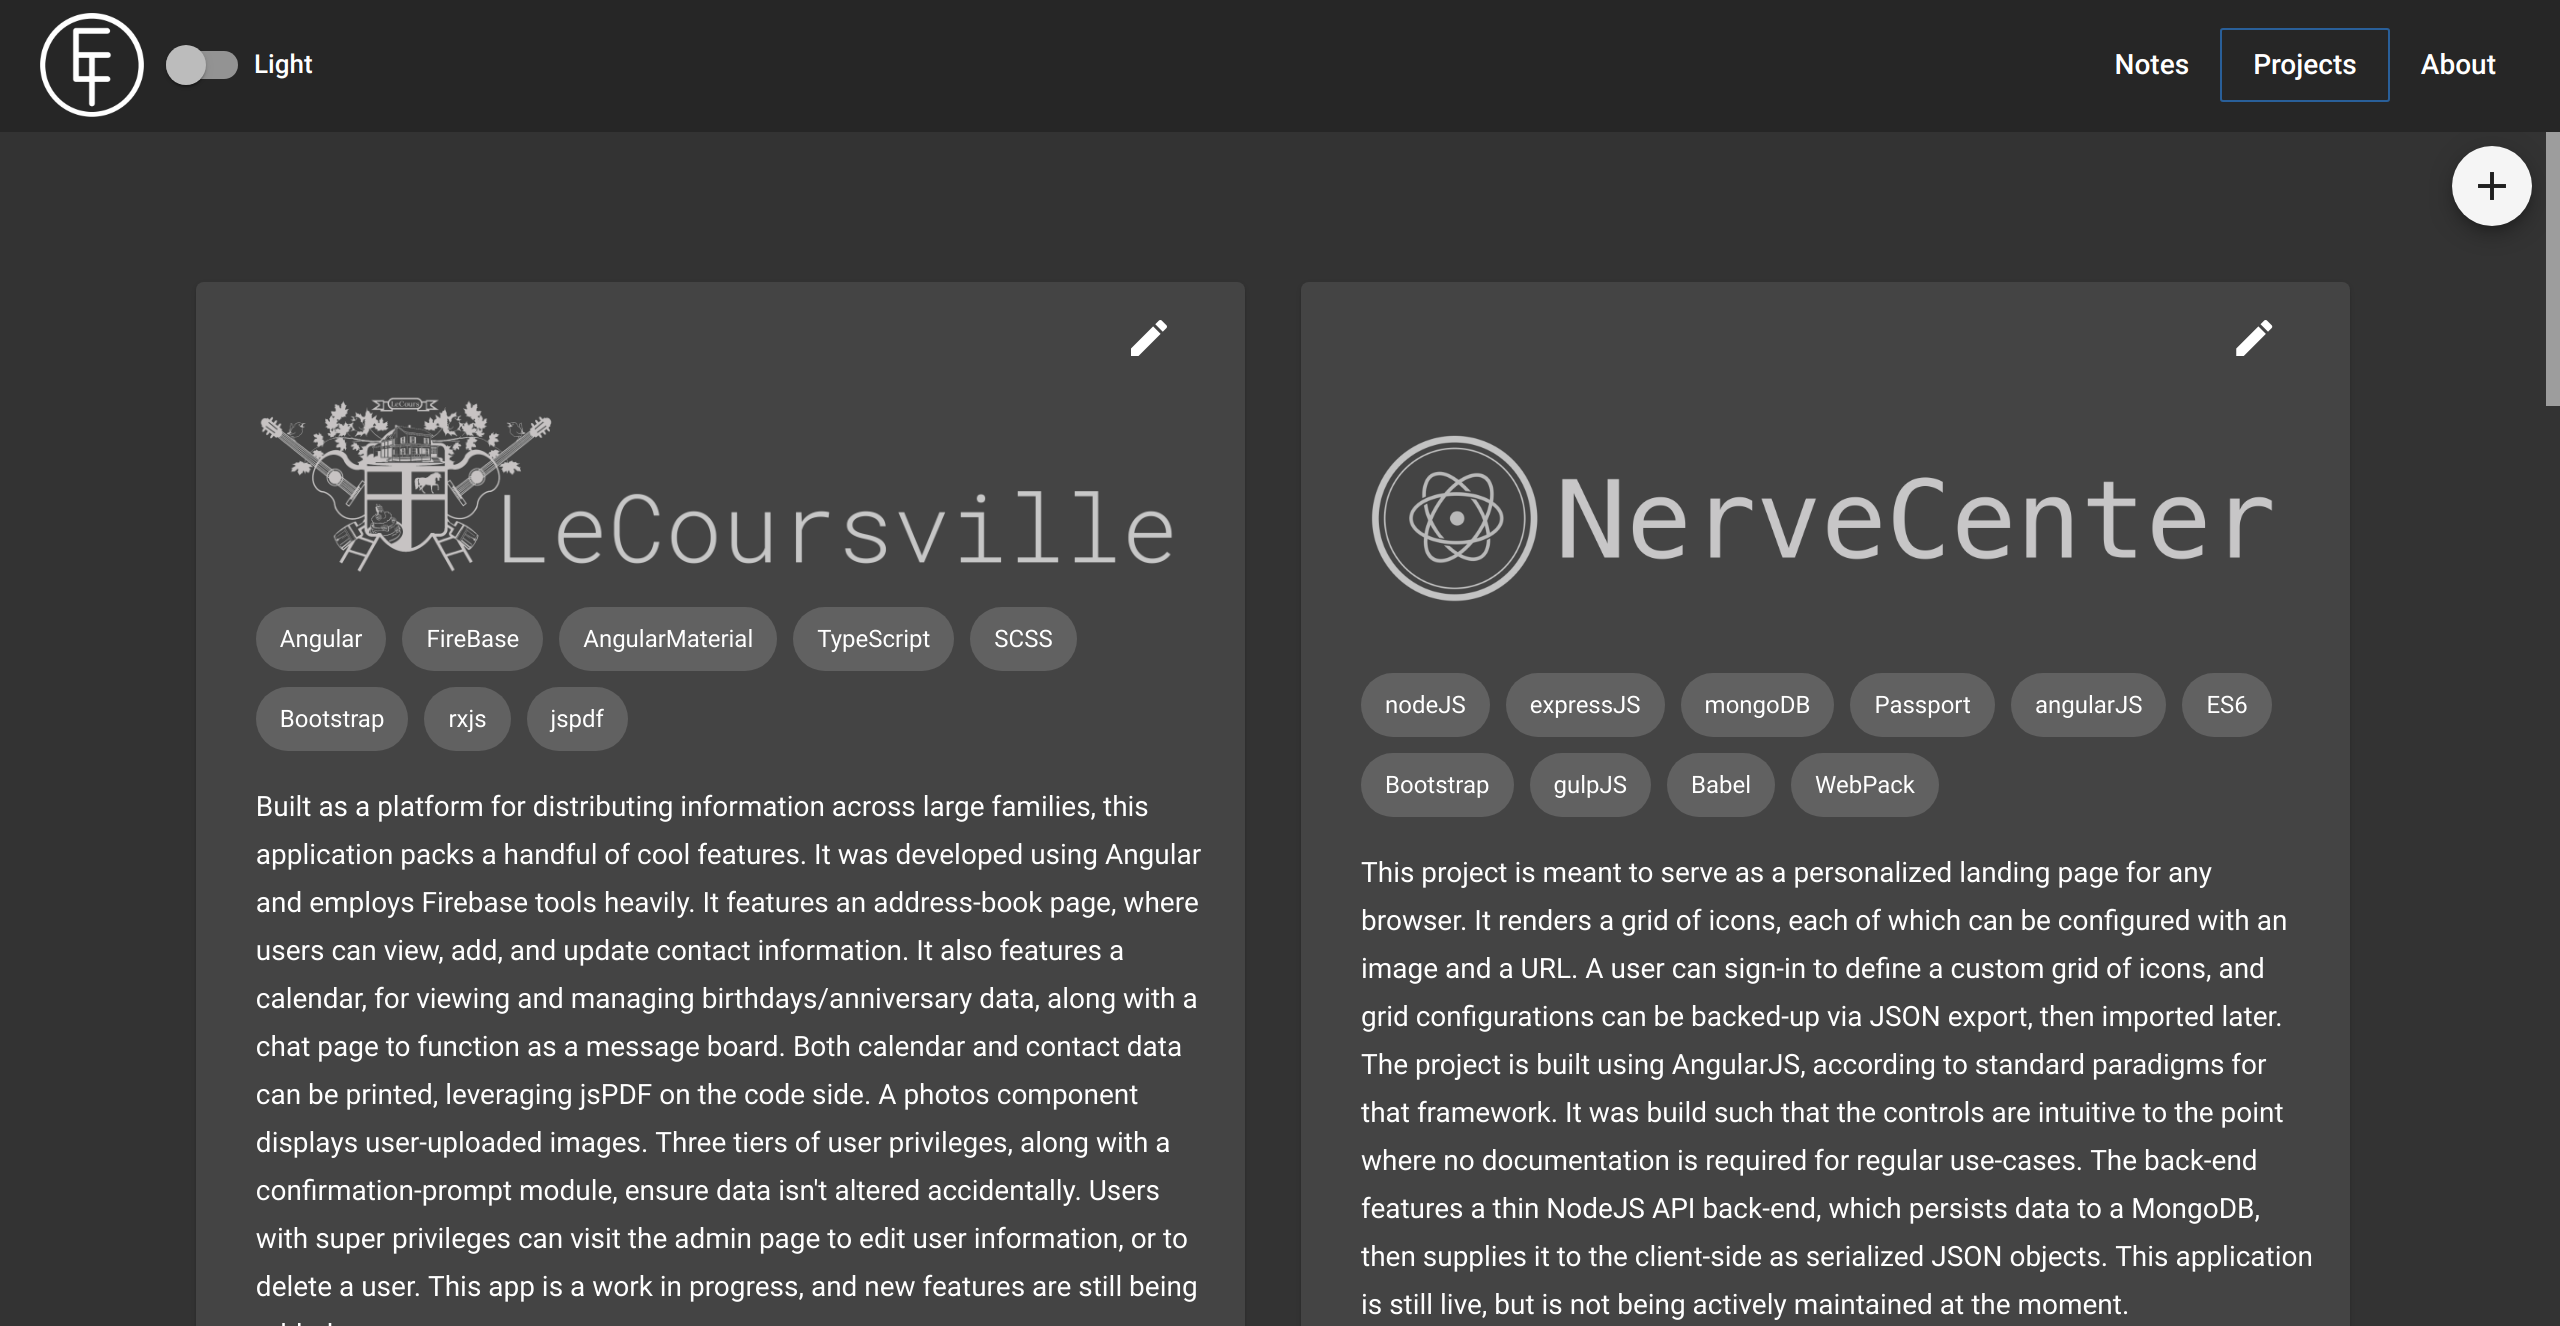 Light
Notes
Projects
About
LeCours
LeCoursville
Angular FireBase AngularMaterial TypeScript SCSS
Bootstrap rxjs jspdf
Built as a platform for distributing information across large families, this
application packs a handful of cool features. It was developed using Angular
and employs Firebase tools heavily. It features an address-book page, where
users can view, add, and update contact information. It also features a
calendar, for viewing and managing birthdays/anniversary data, along with a
chat page to function as a message board. Both calendar and contact data
can be printed, leveraging jsPDF on the code side. A photos component
displays user-uploaded images. Three tiers of user privileges, along with a
confirmation-prompt module, ensure data isn't altered accidentally. Users
with super privileges can visit the admin page to edit user information, or to
delete a user. This app is a work in progress, and new features are still being
NerveCenter
nodeJS expressJS mongoDB Passport angularJS ES6
Bootstrap gulpJS Babel WebPack
This project is meant to serve as a personalized landing page for any
browser. It renders a grid of icons, each of which can be configured with an
image and a URL. A user can sign-in to define a custom grid of icons, and
grid configurations can be backed-up via JSON export, then imported later.
The project is built using AngularJS, according to standard paradigms for
that framework. It was build such that the controls are intuitive to the point
where no documentation is required for regular use-cases. The back-end
features a thin NodeJS API back-end, which persists data to a MongoDB,
then supplies it to the client-side as serialized JSON objects. This application
is still live, but is not being actively maintained at the moment.